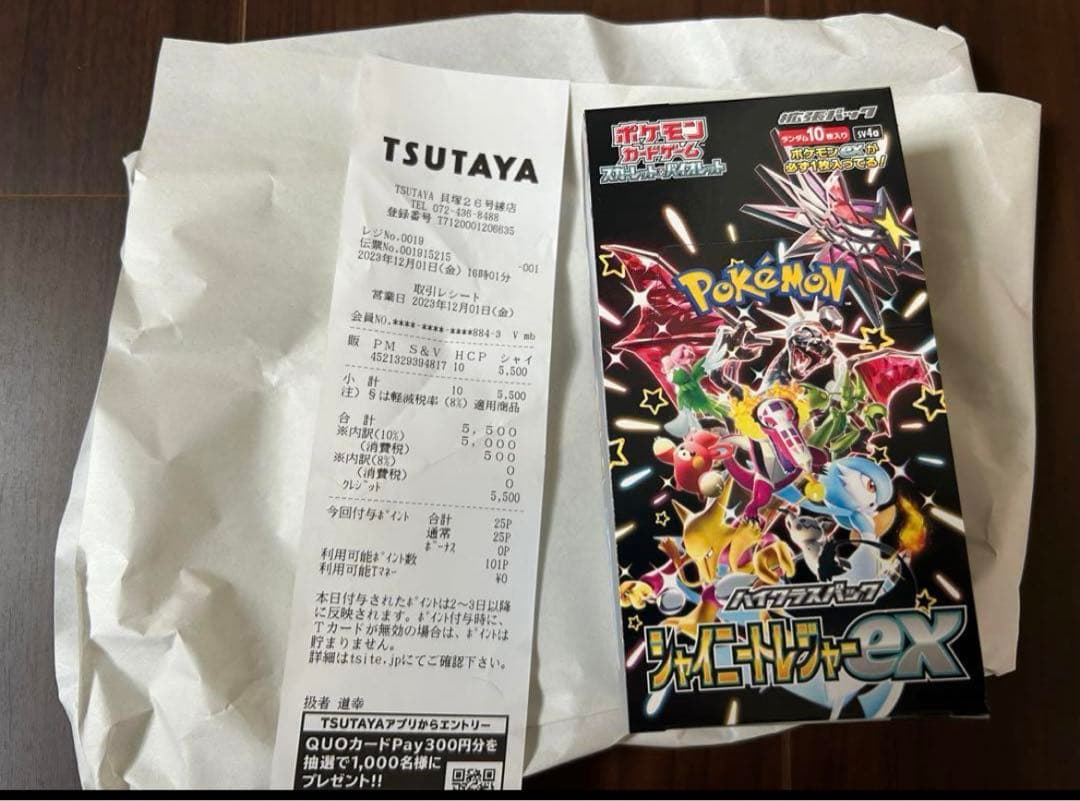 TSUTAYA
TSUTAYA 貝塚26号線店
TEL 072-436-8488
登録番号 T7120001206635
レジNo.0019
伝票No.001915215 -001
2023年12月01日(金) 16時01分
取引レシート
営業日 2023年12月01日(金)
会員NO.****-****-****884-3 V mb
販 PM S&V HCP シャイ
4521329394817 10 5,500
小 計 10 5,500
注) §は軽減税率(8%)適用商品
合 計 5,500
※内訳(10%) 5,000
(消費税) 500
※内訳(8%) 0
(消費税) 0
クレジット 5,500
今回付与ポイント 合計 25P
通常 25P
ボーナス 0P
利用可能ポイント数 101P
利用可能Tマネー ¥0
本日付与されたポイントは2~3日以降
に反映されます。ポイント付与時に、
Tカードが無効の場合は、ポイントは
貯まりません。
詳細はtsite.jpにてご確認下さい。
扱者 道幸
TSUTAYAアプリからエントリー
QUOカードPay300円分を
抽選で1,000名様に
プレゼント!!
ポケモン
カードゲーム
スカーレット&バイオレット
拡張パック
ランダム10枚入り SV4a
ポケモンexが
必ず1枚入ってる!
POKéMON
ハイクラスパック
シャイニートレジャーex